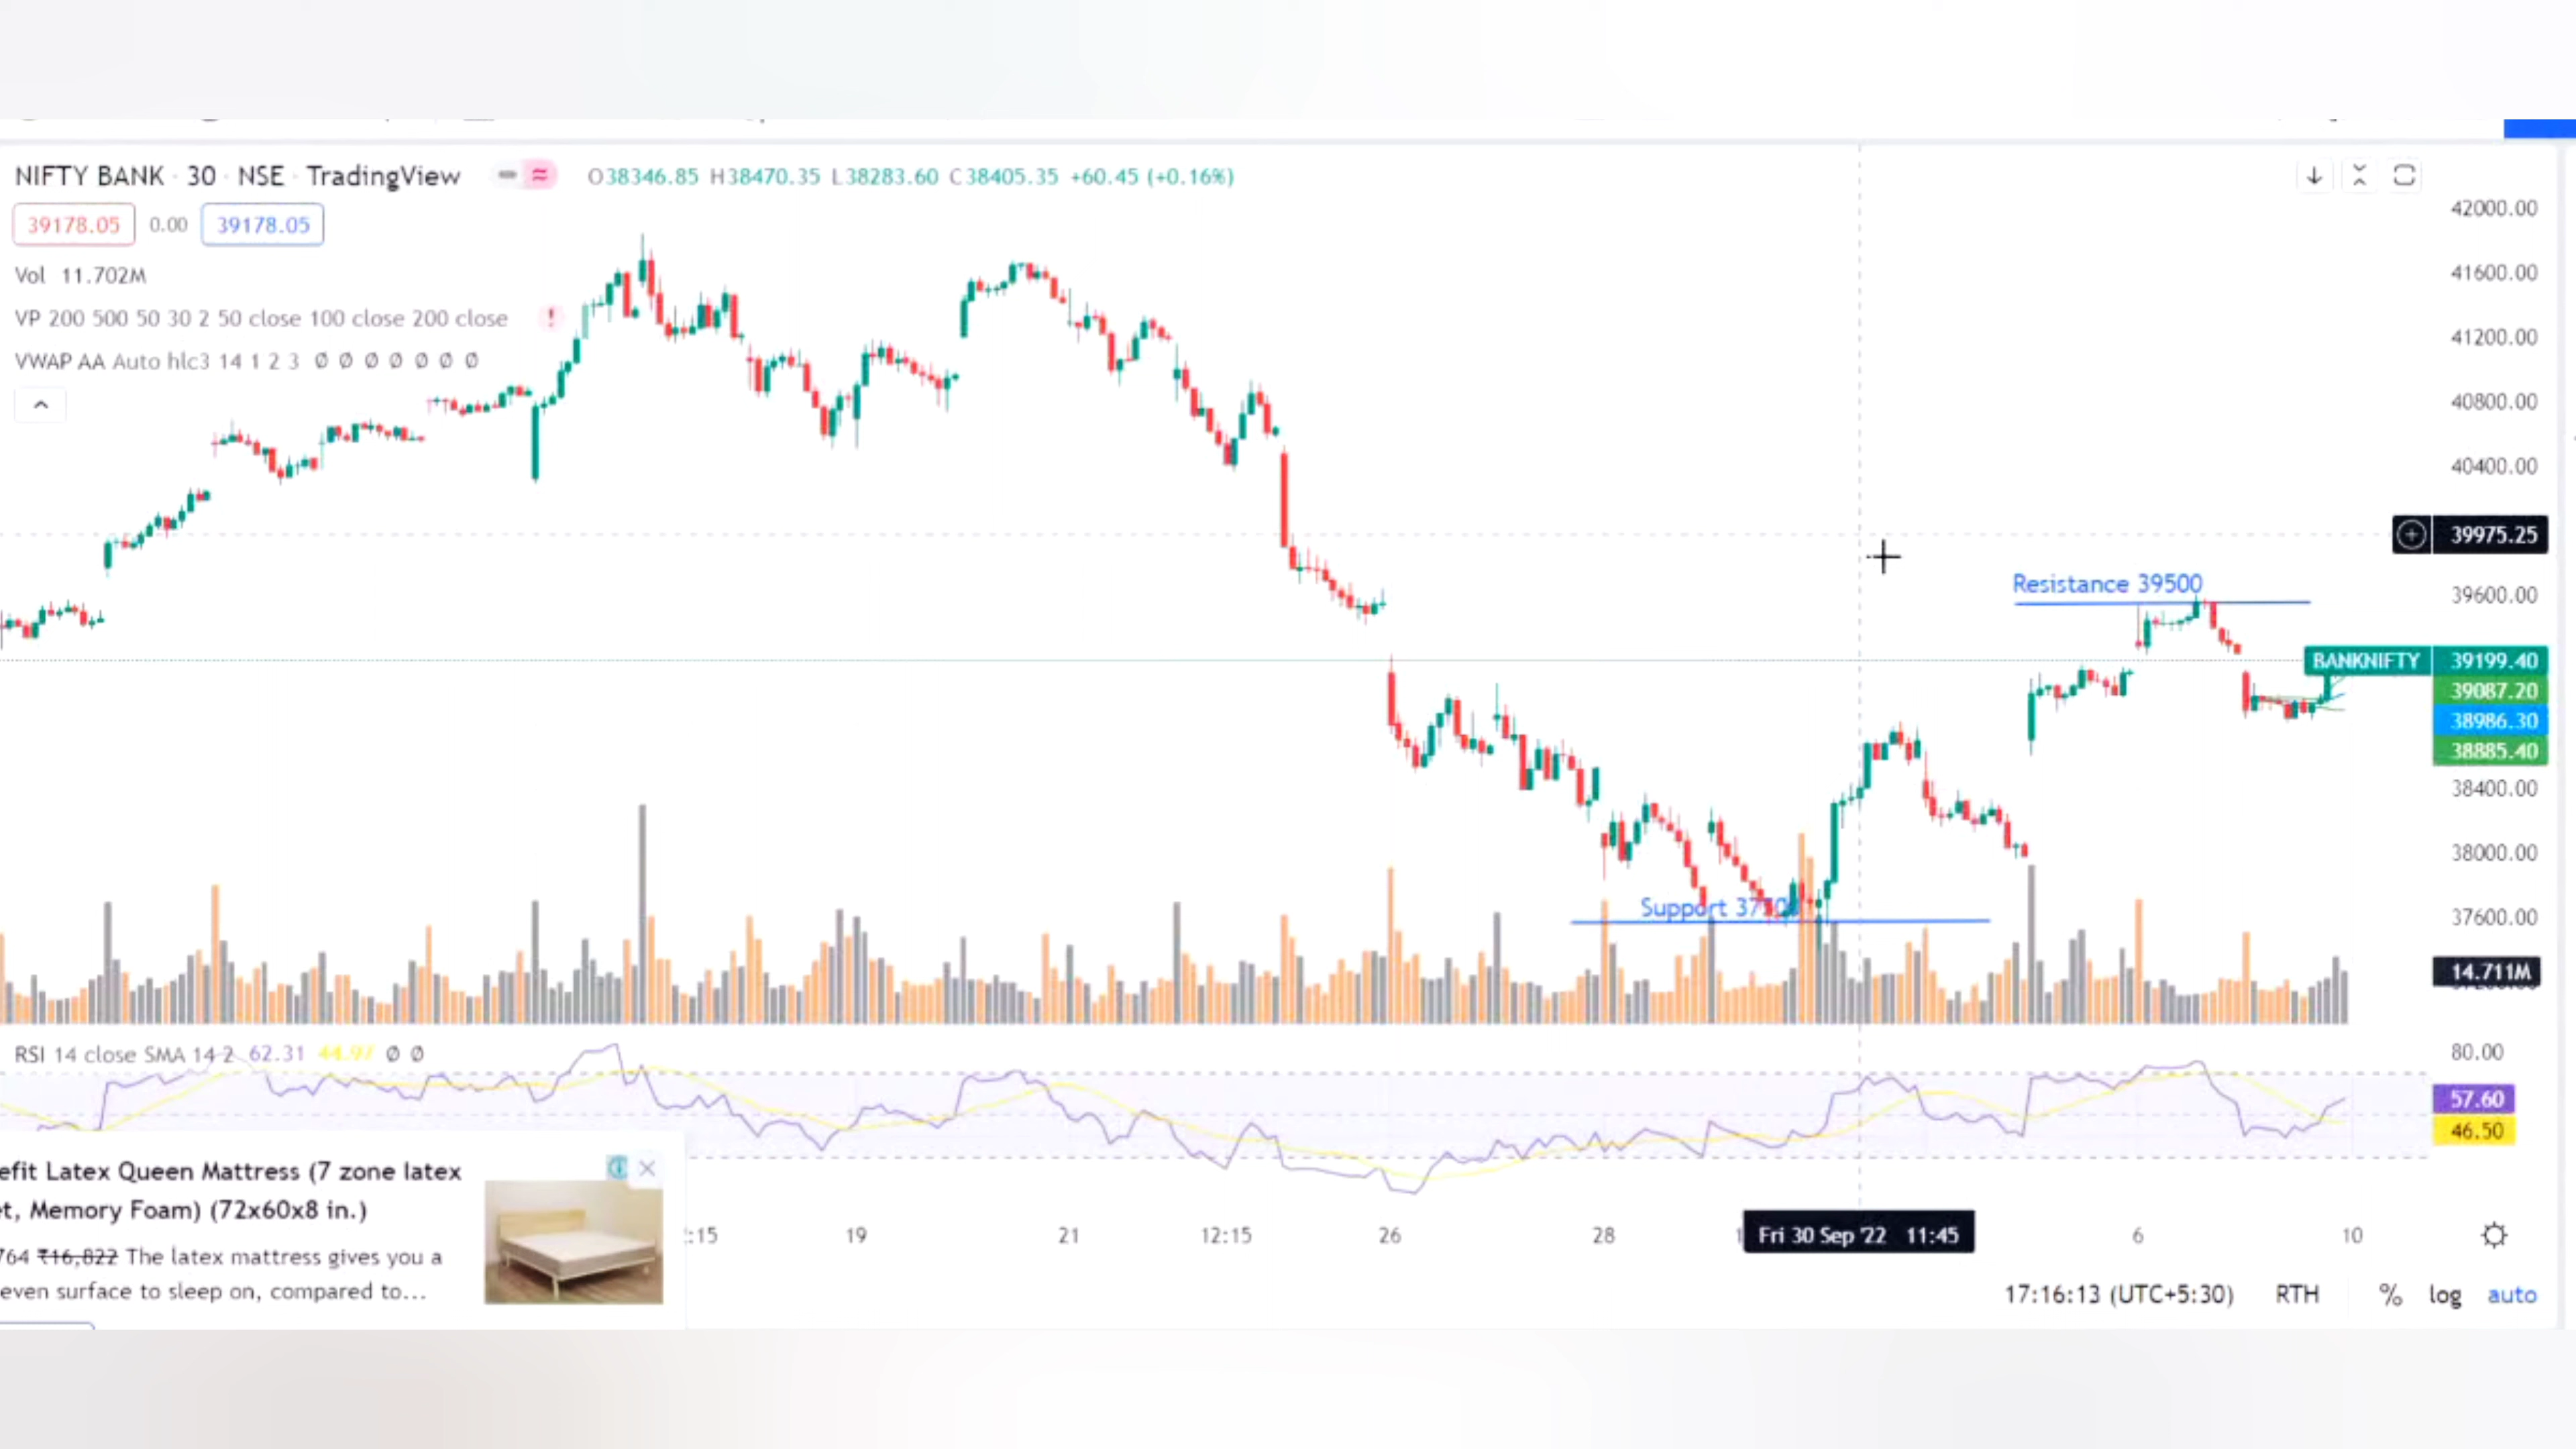 NIFTY BANK · 30 · NSE · TradingView
O38346.85 H38470.35 L38283.60 C38405.35 +60.45 (+0.16%)
39178.05 0.00 39178.05
Vol 11.702M
VP 200 500 50 30 2 50 close 100 close 200 close
VWAP AA Auto hlc3 14 1 2 3 Ø Ø Ø Ø Ø Ø Ø
42000.00
41600.00
41200.00
40800.00
40400.00
39975.25
Resistance 39500
39600.00
BANKNIFTY 39199.40
39087.20
38986.30
38885.40
38400.00
38000.00
Support
37600.00
14.711M
RSI 14 close SMA 14 2 62.31 44.97 Ø Ø
80.00
57.60
46.50
efit Latex Queen Mattress (7 zone latex
et, Memory Foam) (72x60x8 in.)
764 ₹16,822 The latex mattress gives you a
even surface to sleep on, compared to...
:15 19 21 12:15 26 28 Fri 30 Sep '22 11:45 6 10
17:16:13 (UTC+5:30) RTH % log auto